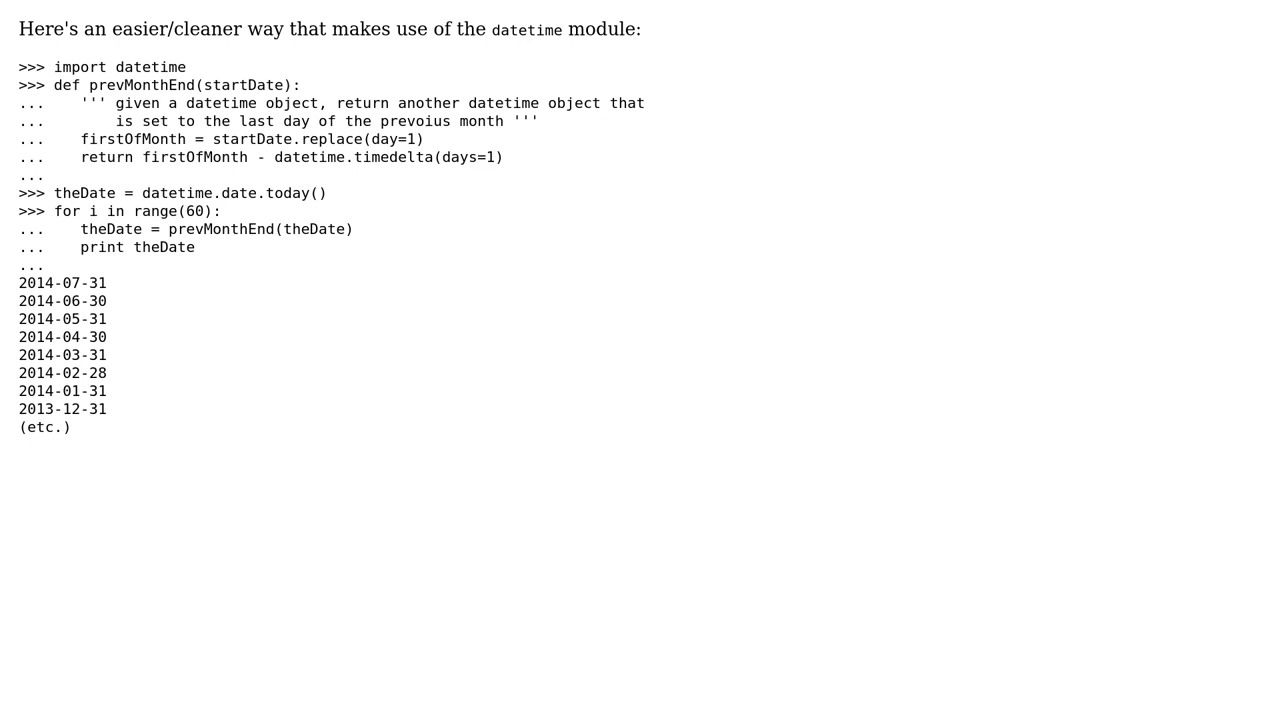 Here's an easier/cleaner way that makes use of the datetime module:
>>> import datetime
>>> def prevMonthEnd(startDate):
...    ''' given a datetime object, return another datetime object that
...        is set to the last day of the prevoius month '''
...    firstOfMonth = startDate.replace(day=1)
...    return firstOfMonth - datetime.timedelta(days=1)
...
>>> theDate = datetime.date.today()
>>> for i in range(60):
...    theDate = prevMonthEnd(theDate)
...    print theDate
...
2014-07-31
2014-06-30
2014-05-31
2014-04-30
2014-03-31
2014-02-28
2014-01-31
2013-12-31
(etc.)